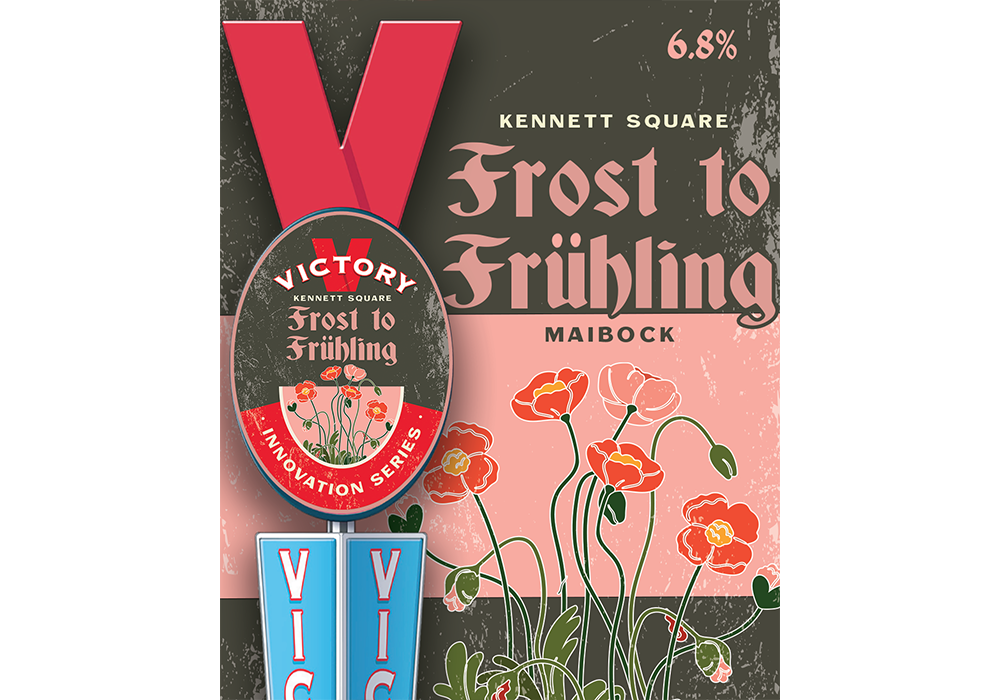 6.8%
KENNETT SQUARE
Frost to
Frühling
MAIBOCK
V
VICTORY
KENNETT SQUARE
Frost to
Frühling
· INNOVATION SERIES ·
VIC
VIC